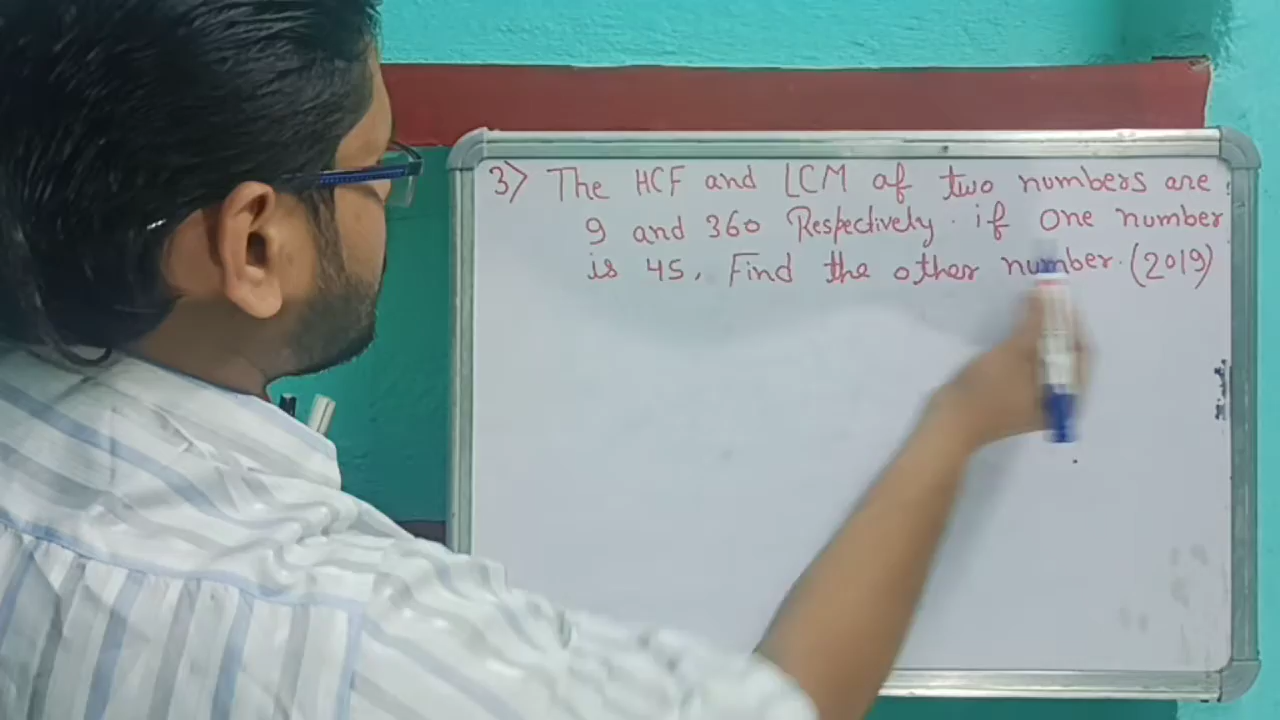 3) The HCF and LCM of two numbers are
9 and 360 Respectively. if one number
is 45, Find the other number. (2019)